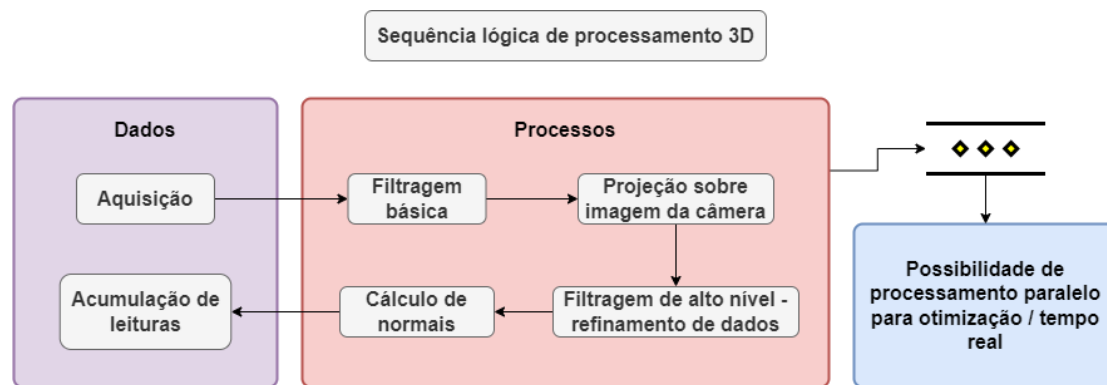 Sequência lógica de processamento 3D
Dados
Processos
Aquisição
Filtragem
básica
Projeção sobre
imagem da câmera
Acumulação de
leituras
Cálculo de
normais
Filtragem de alto nível -
refinamento de dados
Possibilidade de
processamento paralelo
para otimização / tempo
real